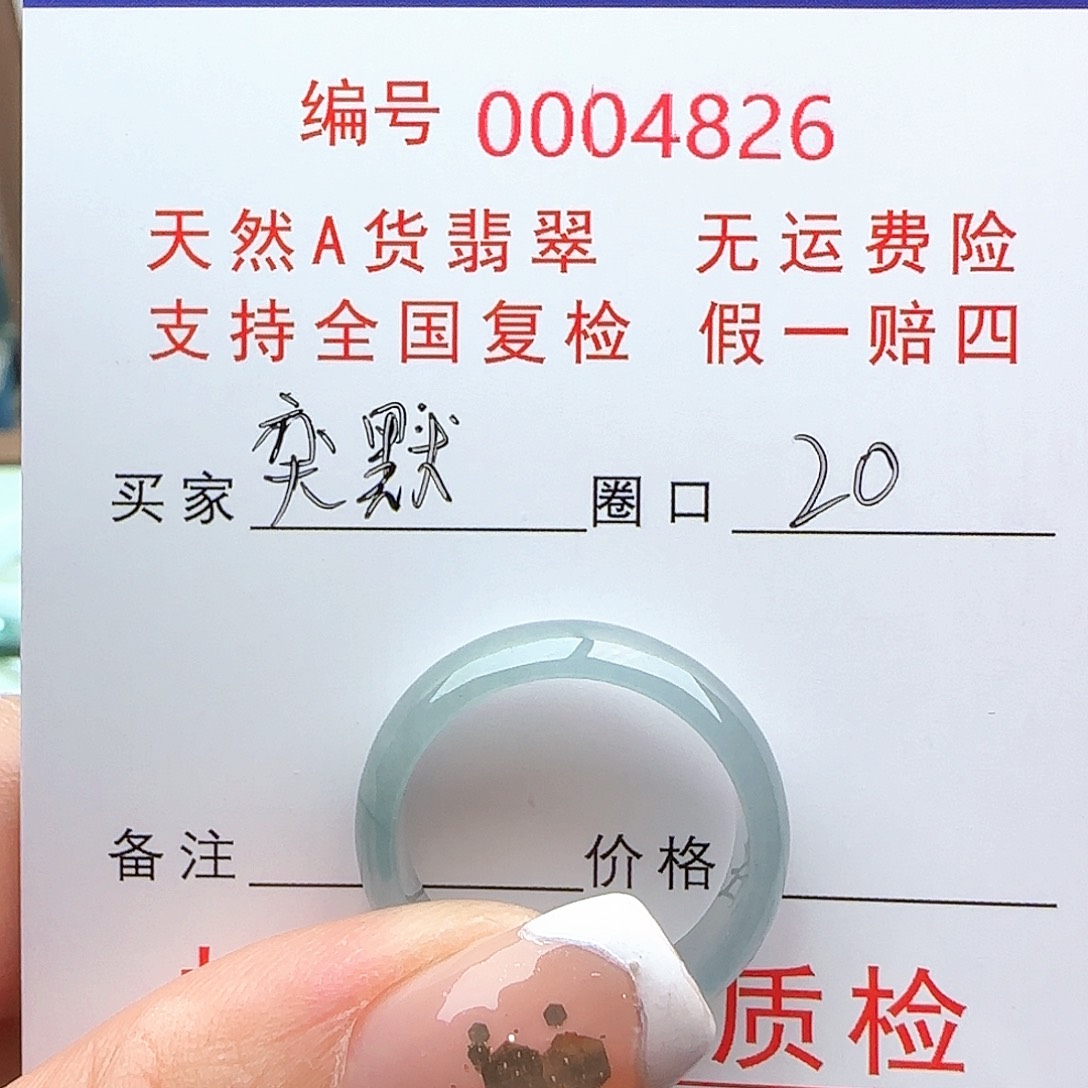 编号 0004826
天然A货翡翠 无运费险
支持全国复检 假一赔四
买家 奕默 圈口 20
备注 价格
质检